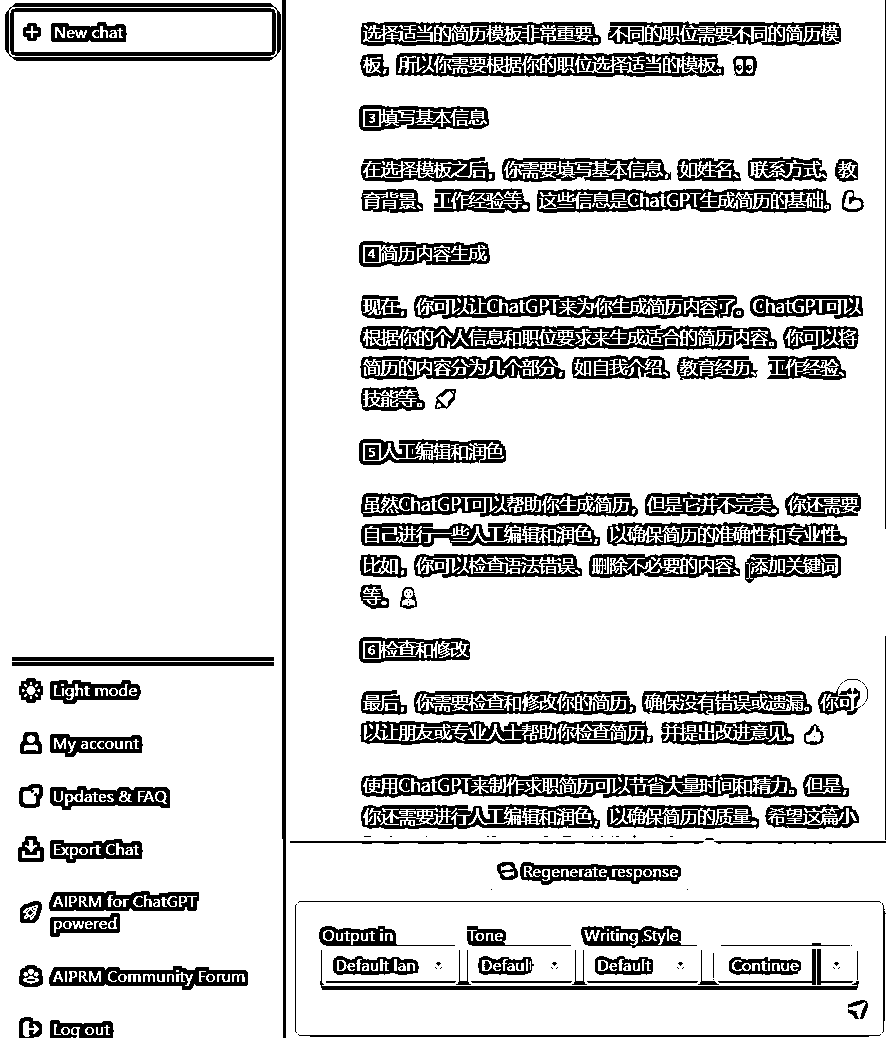 New chat
Light mode
My account
Updates & FAQ
Export Chat
AIPRM for ChatGPT
powered
AIPRM Community Forum
Log out
选择适当的简历模板非常重要。不同的职位需要不同的简历模
板，所以你需要根据你的职位选择适当的模板。👀
3️⃣填写基本信息
在选择模板之后，你需要填写基本信息，如姓名、联系方式、教
育背景、工作经验等。这些信息是ChatGPT生成简历的基础。💪
4️⃣简历内容生成
现在，你可以让ChatGPT来为你生成简历内容了。ChatGPT可以
根据你的个人信息和职位要求来生成适合的简历内容。你可以将
简历的内容分为几个部分，如自我介绍、教育经历、工作经验、
技能等。
5️⃣人工编辑和润色
虽然ChatGPT可以帮助你生成简历，但是它并不完美。你还需要
自己进行一些人工编辑和润色，以确保简历的准确性和专业性。
比如，你可以检查语法错误、删除不必要的内容、添加关键词
等。
6️⃣检查和修改
最后，你需要检查和修改你的简历，确保没有错误或遗漏。你可
以让朋友或专业人士帮助你检查简历，并提出改进意见。👍
使用ChatGPT来制作求职简历可以节省大量时间和精力。但是，
你还需要进行人工编辑和润色，以确保简历的质量。希望这篇小
Regenerate response
Output in Tone Writing Style
Default lan Defaul Default Continue